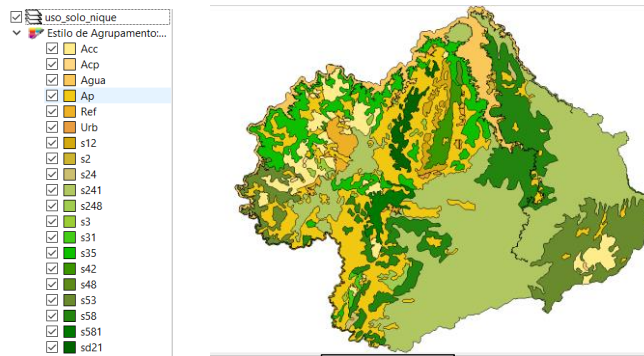 uso_solo_nique
Estilo de Agrupamento:...
Acc
Acp
Agua
Ap
Ref
Urb
s12
s2
s24
s241
s248
s3
s31
s35
s42
s48
s53
s58
s581
sd21